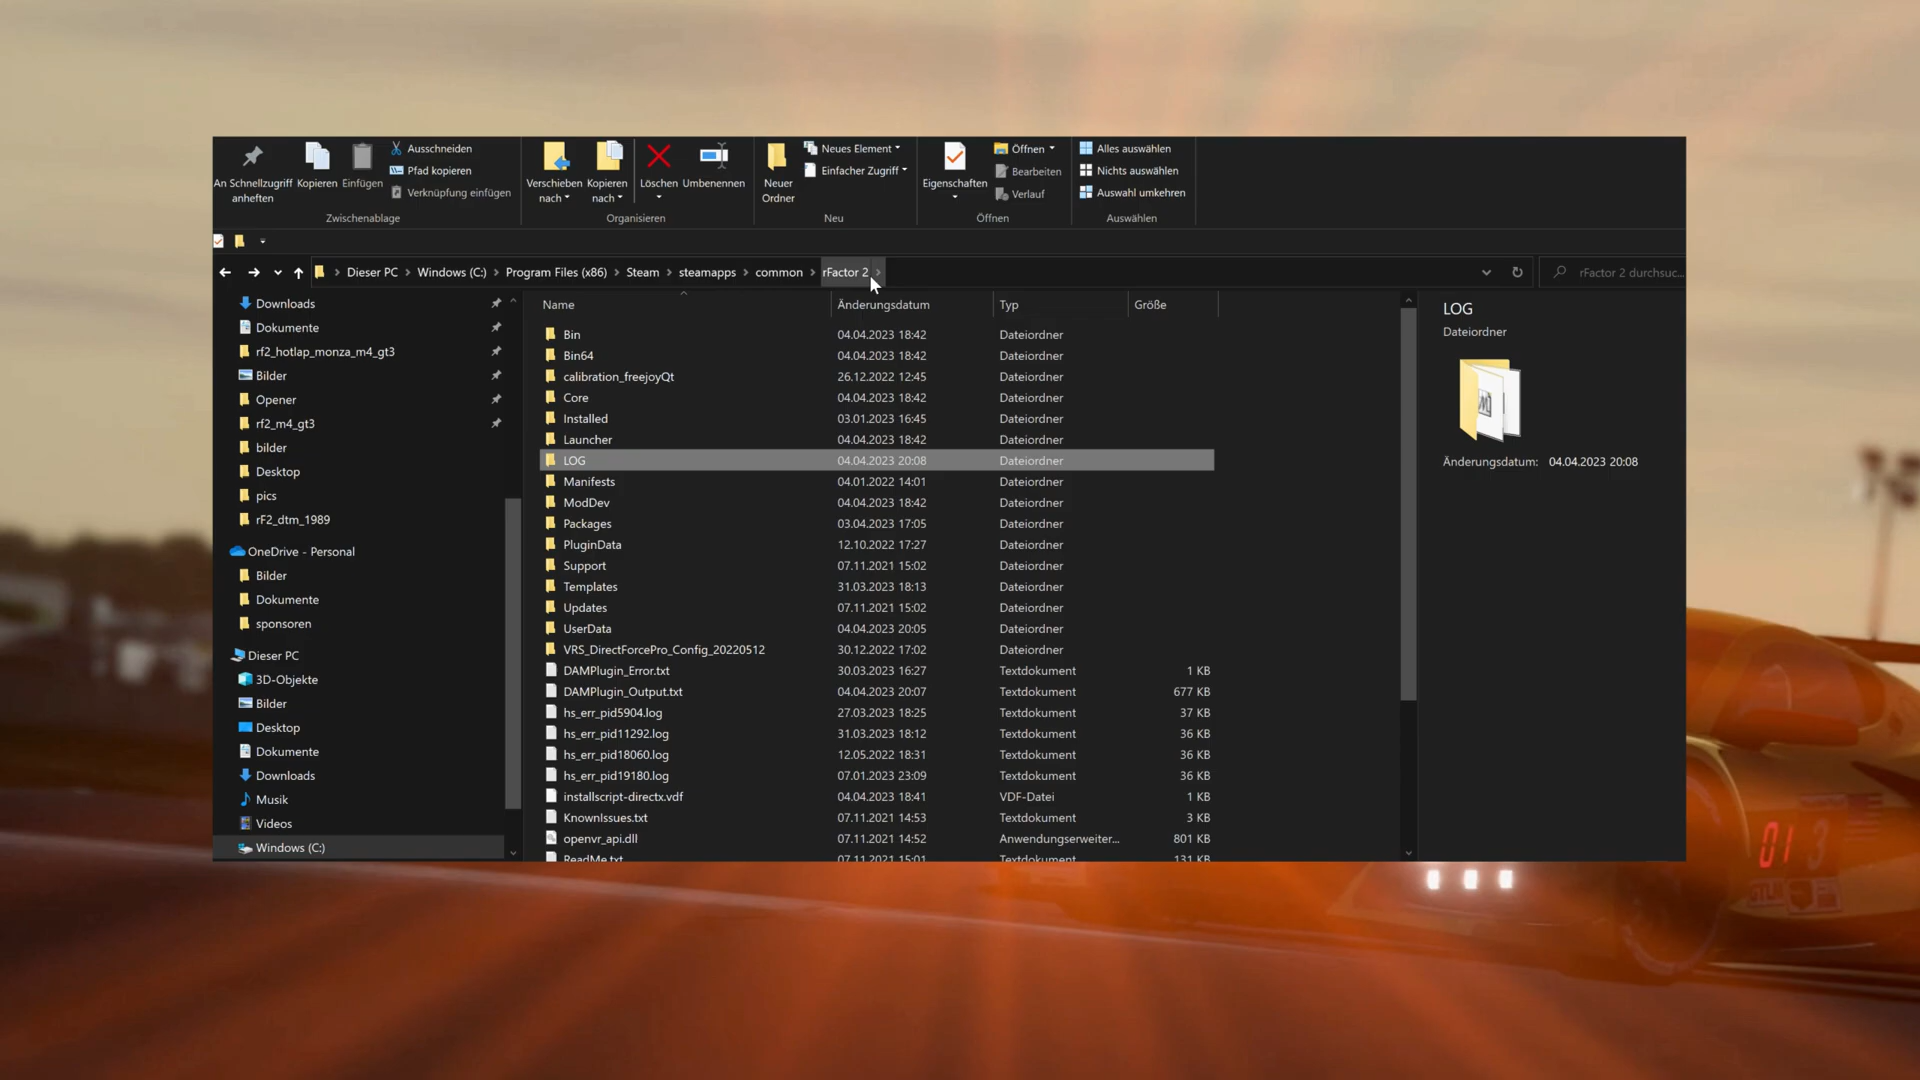 An Schnellzugriff anheften
Kopieren
Einfügen
Ausschneiden
Pfad kopieren
Verknüpfung einfügen
Zwischenablage
Verschieben nach
Kopieren nach
Löschen
Umbenennen
Organisieren
Neuer Ordner
Neues Element
Einfacher Zugriff
Neu
Eigenschaften
Öffnen
Bearbeiten
Verlauf
Öffnen
Alles auswählen
Nichts auswählen
Auswahl umkehren
Auswählen
Dieser PC > Windows (C:) > Program Files (x86) > Steam > steamapps > common > rFactor 2 >
rFactor 2 durchsuc...
Downloads
Dokumente
rf2_hotlap_monza_m4_gt3
Bilder
Opener
rf2_m4_gt3
bilder
Desktop
pics
rF2_dtm_1989
OneDrive - Personal
Bilder
Dokumente
sponsoren
Dieser PC
3D-Objekte
Bilder
Desktop
Dokumente
Downloads
Musik
Videos
Windows (C:)
Name Änderungsdatum Typ Größe
Bin 04.04.2023 18:42 Dateiordner
Bin64 04.04.2023 18:42 Dateiordner
calibration_freejoyQt 26.12.2022 12:45 Dateiordner
Core 04.04.2023 18:42 Dateiordner
Installed 03.01.2023 16:45 Dateiordner
Launcher 04.04.2023 18:42 Dateiordner
LOG 04.04.2023 20:08 Dateiordner
Manifests 04.01.2022 14:01 Dateiordner
ModDev 04.04.2023 18:42 Dateiordner
Packages 03.04.2023 17:05 Dateiordner
PluginData 12.10.2022 17:27 Dateiordner
Support 07.11.2021 15:02 Dateiordner
Templates 31.03.2023 18:13 Dateiordner
Updates 07.11.2021 15:02 Dateiordner
UserData 04.04.2023 20:05 Dateiordner
VRS_DirectForcePro_Config_20220512 30.12.2022 17:02 Dateiordner
DAMPlugin_Error.txt 30.03.2023 16:27 Textdokument 1 KB
DAMPlugin_Output.txt 04.04.2023 20:07 Textdokument 677 KB
hs_err_pid5904.log 27.03.2023 18:25 Textdokument 37 KB
hs_err_pid11292.log 31.03.2023 18:12 Textdokument 36 KB
hs_err_pid18060.log 12.05.2022 18:31 Textdokument 36 KB
hs_err_pid19180.log 07.01.2023 23:09 Textdokument 36 KB
installscript-directx.vdf 04.04.2023 18:41 VDF-Datei 1 KB
KnownIssues.txt 07.11.2021 14:53 Textdokument 3 KB
openvr_api.dll 07.11.2021 14:52 Anwendungserweiter... 801 KB
ReadMe.txt 07.11.2021 15:01 Textdokument 131 KB
LOG
Dateiordner
Änderungsdatum: 04.04.2023 20:08
01 3